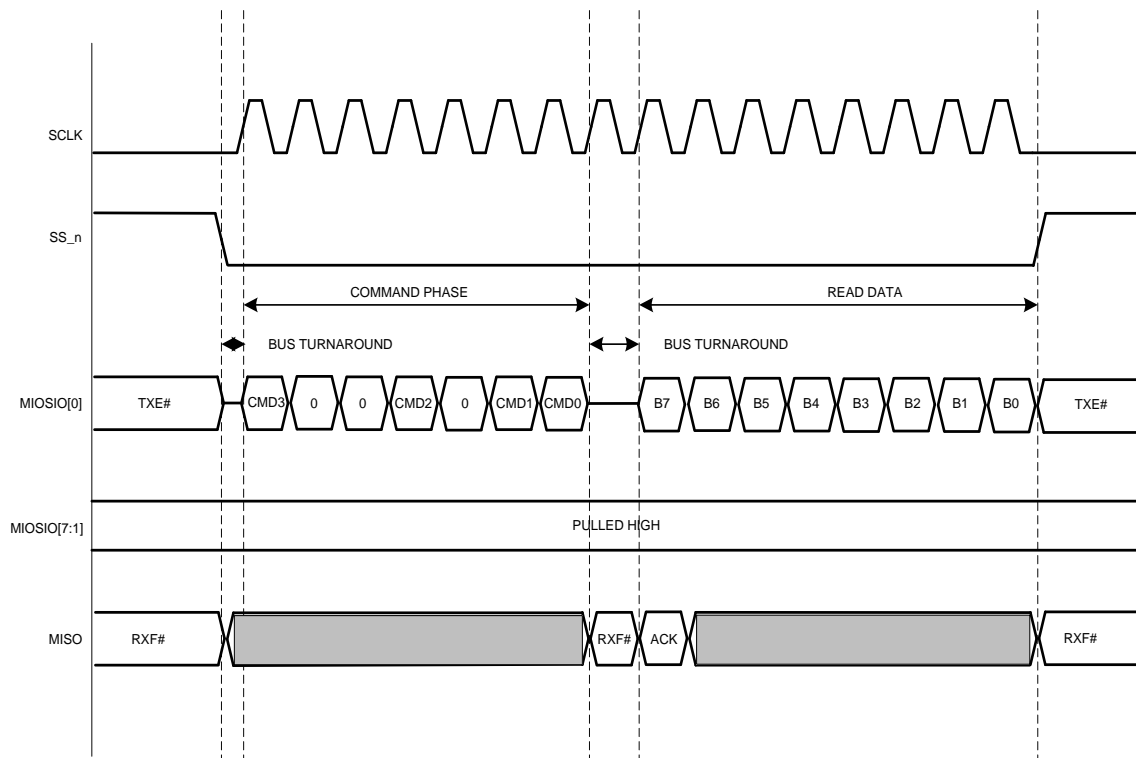 SCLK
SS_n
COMMAND PHASE READ DATA
BUS TURNAROUND BUS TURNAROUND
MIOSIO[0] TXE# CMD3 0 0 CMD2 0 CMD1 CMD0 B7 B6 B5 B4 B3 B2 B1 B0 TXE#
MIOSIO[7:1] PULLED HIGH
MISO RXF# RXF# ACK RXF#